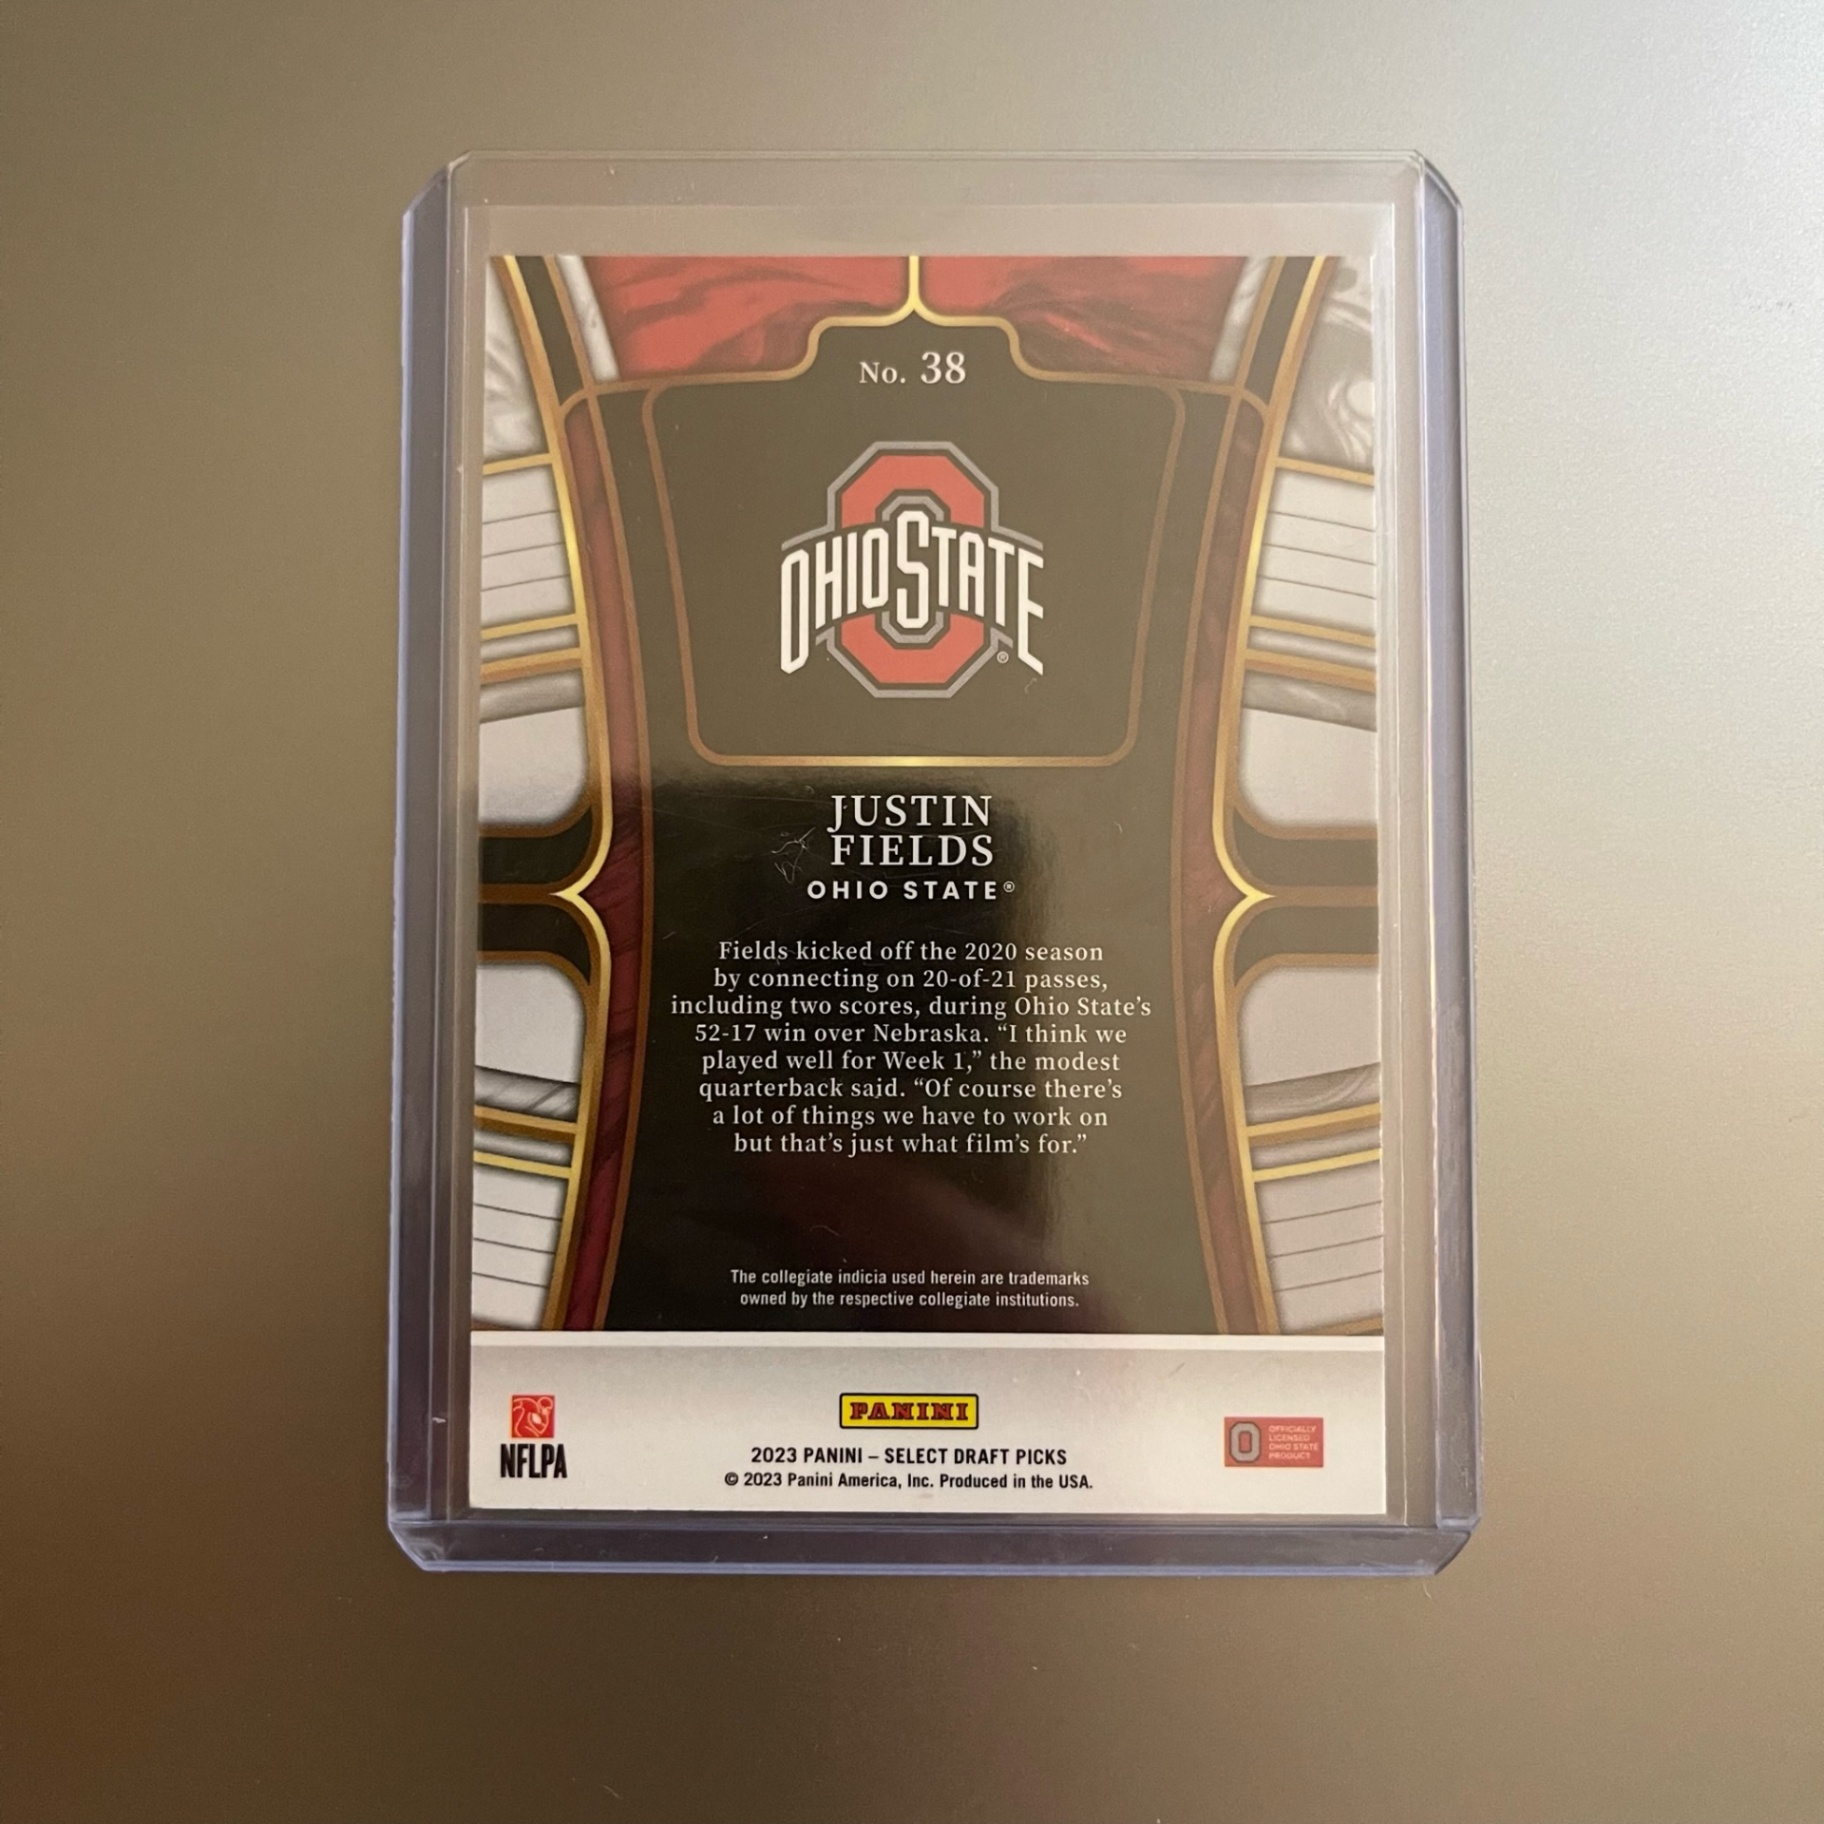 No. 38
OHIO STATE
®
JUSTIN
FIELDS
OHIO STATE®
Fields kicked off the 2020 season
by connecting on 20-of-21 passes,
including two scores, during Ohio State’s
52-17 win over Nebraska. “I think we
played well for Week 1,” the modest
quarterback said. “Of course there’s
a lot of things we have to work on
but that’s just what film’s for.”
The collegiate indicia used herein are trademarks
owned by the respective collegiate institutions.
NFLPA
PANINI
2023 PANINI – SELECT DRAFT PICKS
© 2023 Panini America, Inc. Produced in the USA.
OFFICIALLY
LICENSED
OHIO STATE
PRODUCT